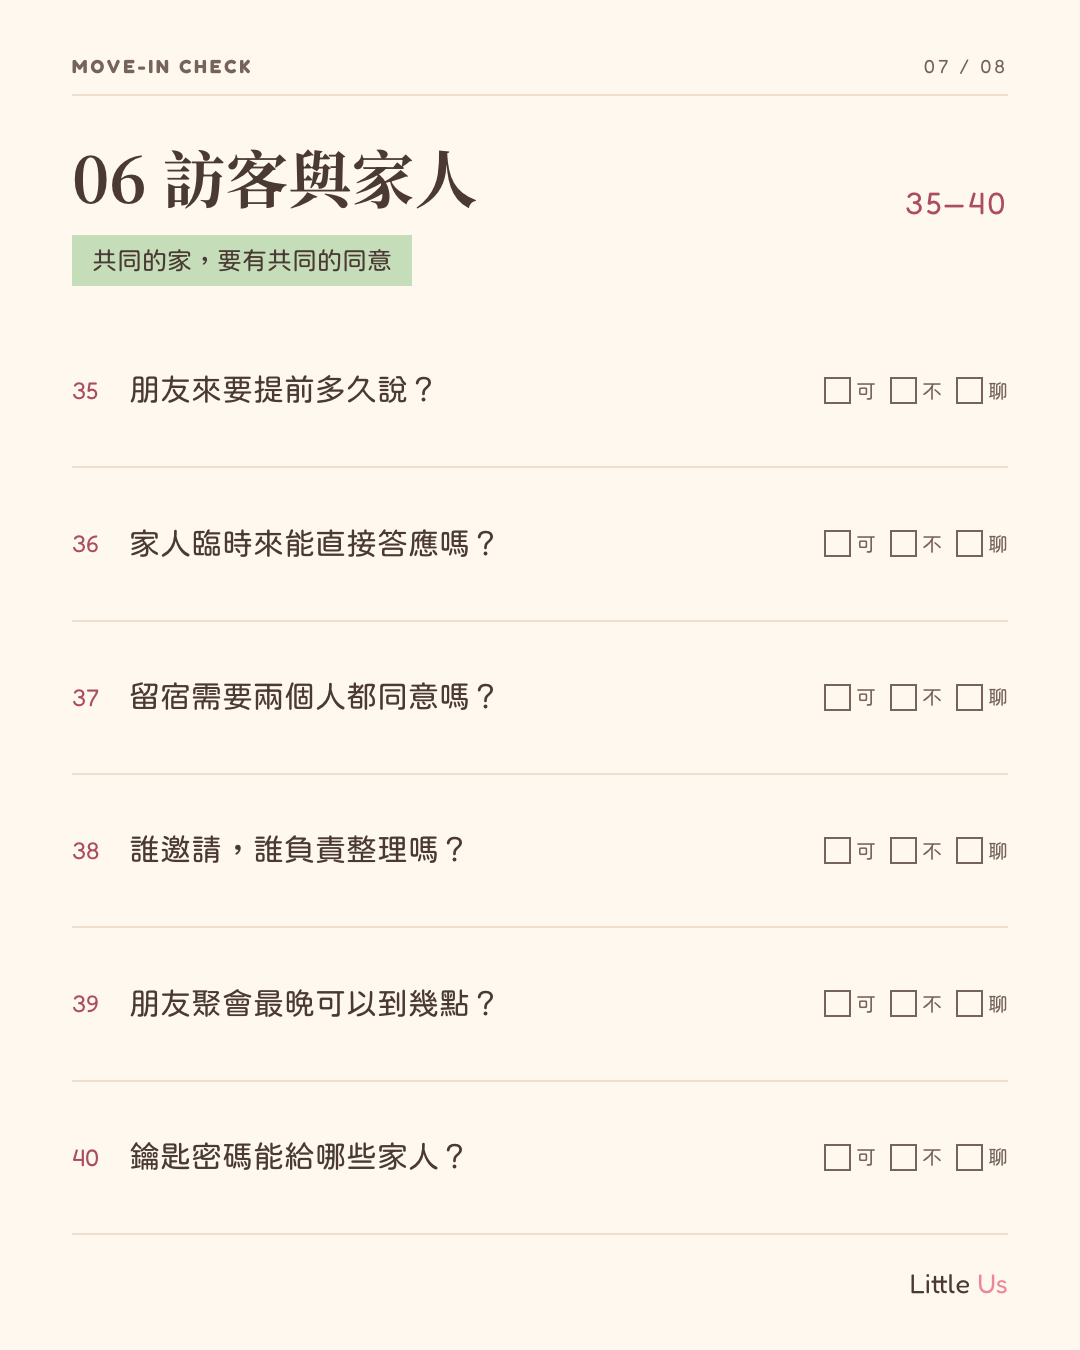 MOVE-IN CHECK 07 / 08
06 訪客與家人 35–40
共同的家，要有共同的同意
35 朋友來要提前多久說？ □可 □不 □聊
36 家人臨時來能直接答應嗎？ □可 □不 □聊
37 留宿需要兩個人都同意嗎？ □可 □不 □聊
38 誰邀請，誰負責整理嗎？ □可 □不 □聊
39 朋友聚會最晚可以到幾點？ □可 □不 □聊
40 鑰匙密碼能給哪些家人？ □可 □不 □聊
Little Us